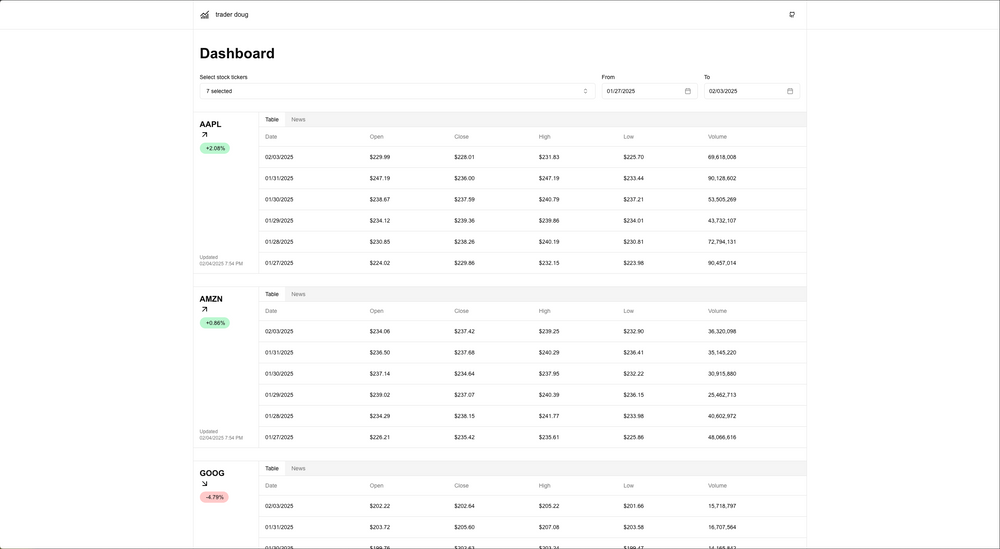 trader doug
Dashboard
Select stock tickers
From
To
7 selected
01/27/2025
02/03/2025
AAPL
+2.08%
Updated
02/04/2025 7:54 PM
Table News
Date Open Close High Low Volume
02/03/2025 $229.99 $228.01 $231.83 $225.70 69,618,008
01/31/2025 $247.19 $236.00 $247.19 $233.44 90,128,602
01/30/2025 $238.67 $237.59 $240.79 $237.21 53,505,269
01/29/2025 $234.12 $239.36 $239.86 $234.01 43,732,107
01/28/2025 $230.85 $238.26 $240.19 $230.81 72,794,131
01/27/2025 $224.02 $229.86 $232.15 $223.98 90,457,014
AMZN
+0.86%
Updated
02/04/2025 7:54 PM
Table News
Date Open Close High Low Volume
02/03/2025 $234.06 $237.42 $239.25 $232.90 36,320,098
01/31/2025 $236.50 $237.68 $240.29 $236.41 35,145,220
01/30/2025 $237.14 $234.64 $237.95 $232.22 30,915,880
01/29/2025 $239.02 $237.07 $240.39 $236.15 25,462,713
01/28/2025 $234.29 $238.15 $241.77 $233.98 40,602,972
01/27/2025 $226.21 $235.42 $235.61 $225.86 48,066,616
GOOG
-4.79%
Table News
Date Open Close High Low Volume
02/03/2025 $202.22 $202.64 $205.22 $201.66 15,718,797
01/31/2025 $203.72 $205.60 $207.08 $203.58 16,707,564